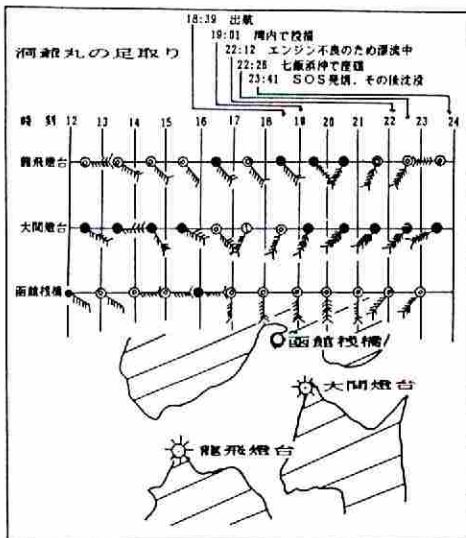 洞爺丸の足取り
18:39 出航
19:01 湾内で投描
22:12 エンジン不良のため漂流中
22:26 七飯浜沖で座礁
23:41 SOS発信、その後沈没
時刻 12 13 14 15 16 17 18 19 20 21 22 23 24
龍飛燈台
大間燈台
函館桟橋
函館桟橋
大間燈台
龍飛燈台